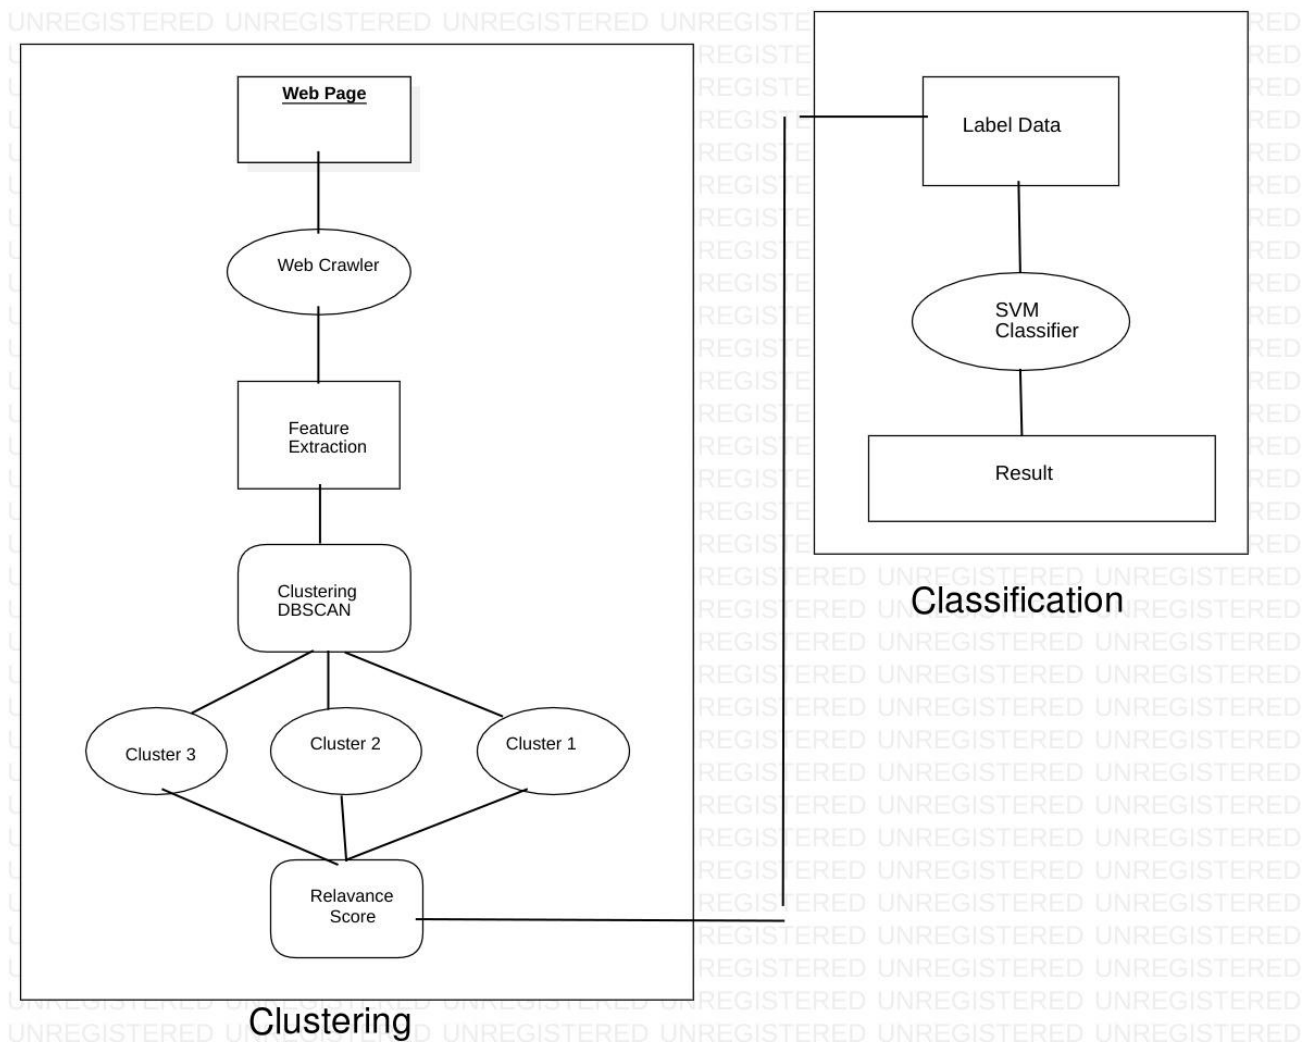 Web Page
Web Crawler
Feature
Extraction
Clustering
DBSCAN
Cluster 3
Cluster 2
Cluster 1
Relavance
Score
Clustering
Label Data
SVM
Classifier
Result
Classification
UNREGISTERED UNREGISTERED UNREGISTERED UNREGISTERED